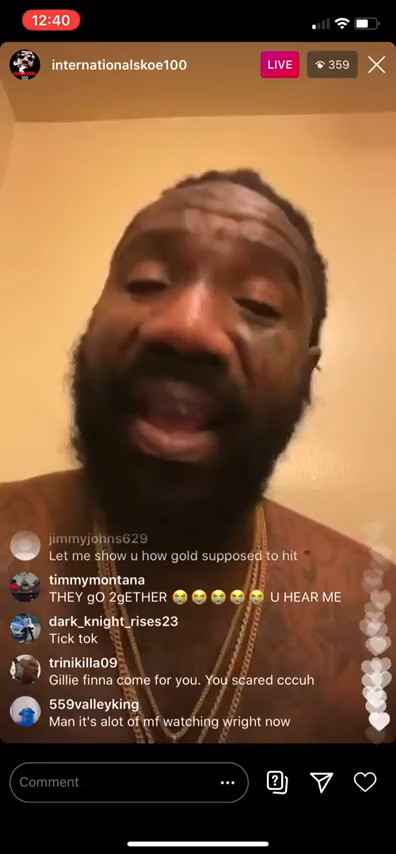 12:40
internationalskoe100
LIVE
359
jimmyjohns629
Let me show u how gold supposed to hit
timmymontana
THEY gO 2gETHER 😭😭😭😭😭 U HEAR ME
dark_knight_rises23
Tick tok
trinikilla09
Gillie finna come for you. You scared cccuh
559valleyking
Man it's alot of mf watching wright now
Comment